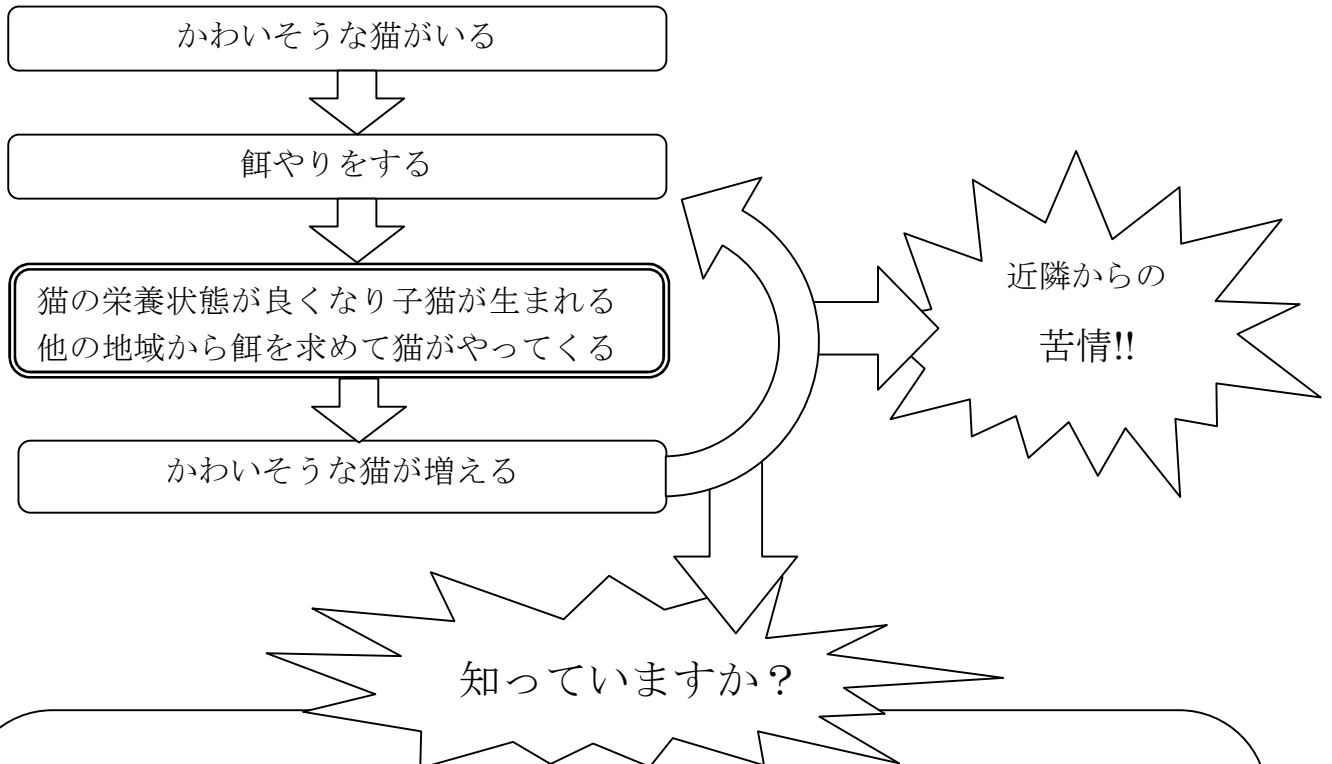 かわいそうな猫がいる
餌やりをする
猫の栄養状態が良くなり子猫が生まれる
他の地域から餌を求めて猫がやってくる
かわいそうな猫が増える
近隣からの
苦情!!
知っていますか？